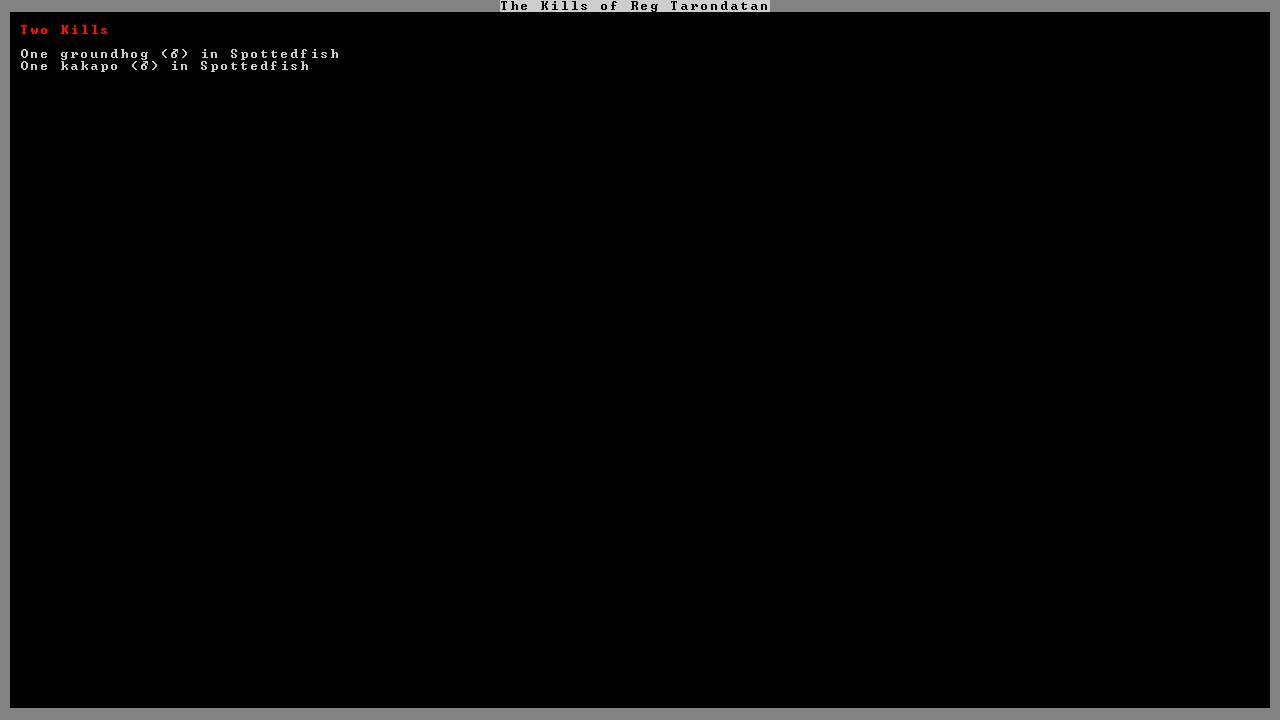 The Kills of Reg Tarondatan
Two Kills
One groundhog (♂) in Spottedfish
One kakapo (♂) in Spottedfish